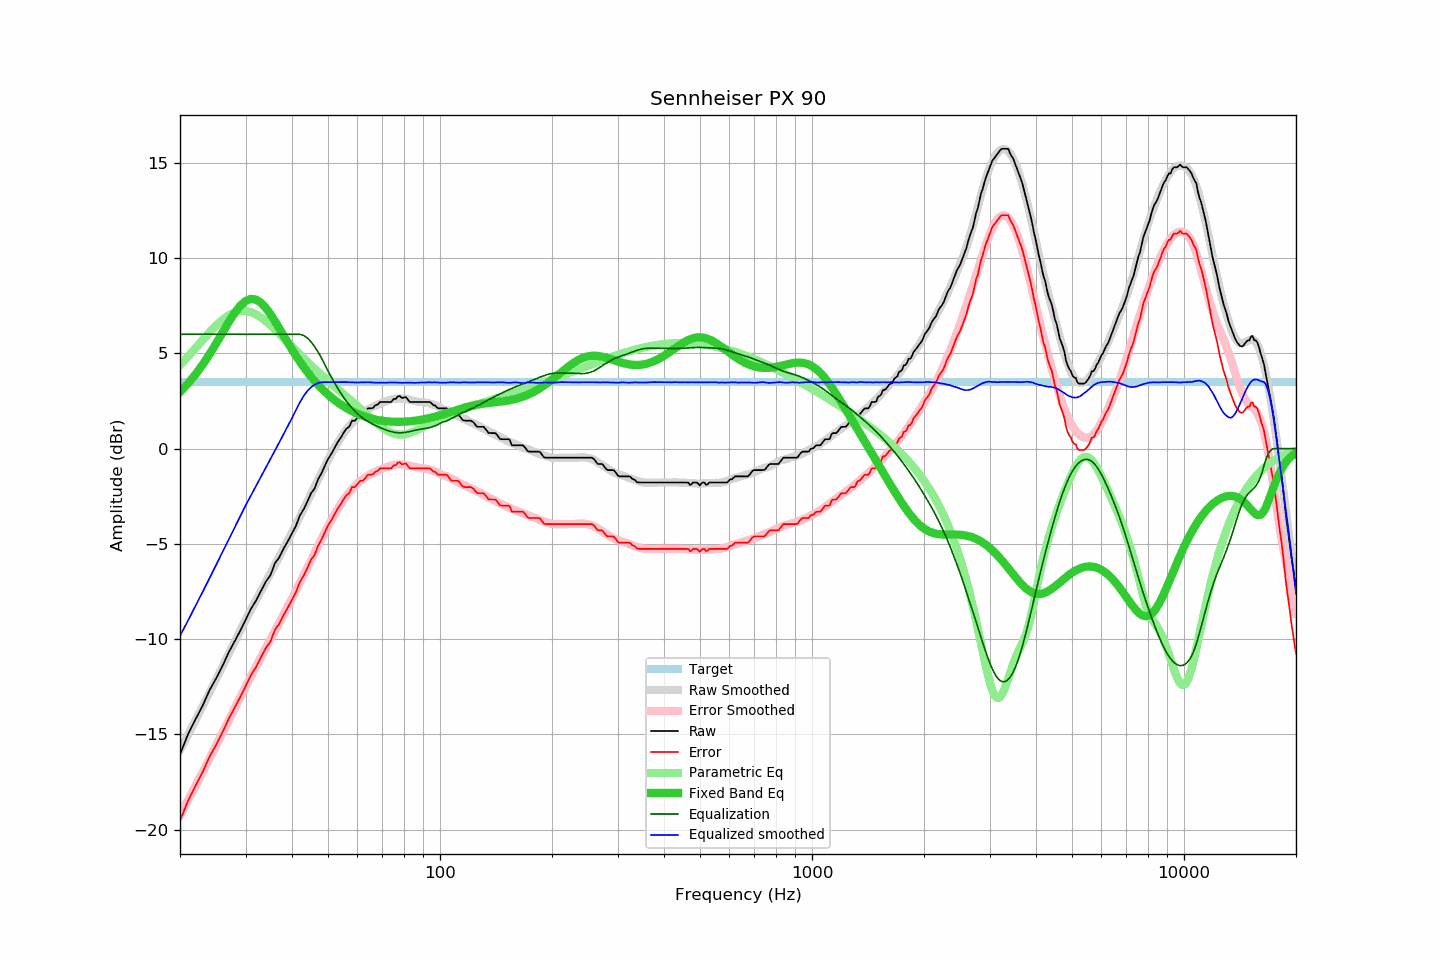 Sennheiser PX 90
15
10
5
0
−5
−10
−15
−20
Amplitude (dBr)
100
1000
10000
Frequency (Hz)
Target
Raw Smoothed
Error Smoothed
Raw
Error
Parametric Eq
Fixed Band Eq
Equalization
Equalized smoothed